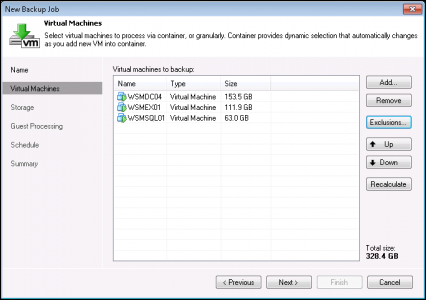 New Backup Job
Virtual Machines
Select virtual machines to process via container, or granularly. Container provides dynamic selection that automatically changes
as you add new VM into container.
vm
Name
Virtual Machines
Storage
Guest Processing
Schedule
Summary
Virtual machines to backup:
Name Type Size
WSMDC04 Virtual Machine 153.5 GB
WSMEX01 Virtual Machine 111.9 GB
WSMSQL01 Virtual Machine 63.0 GB
Add...
Remove
Exclusions...
Up
Down
Recalculate
Total size:
328.4 GB
< Previous Next > Finish Cancel